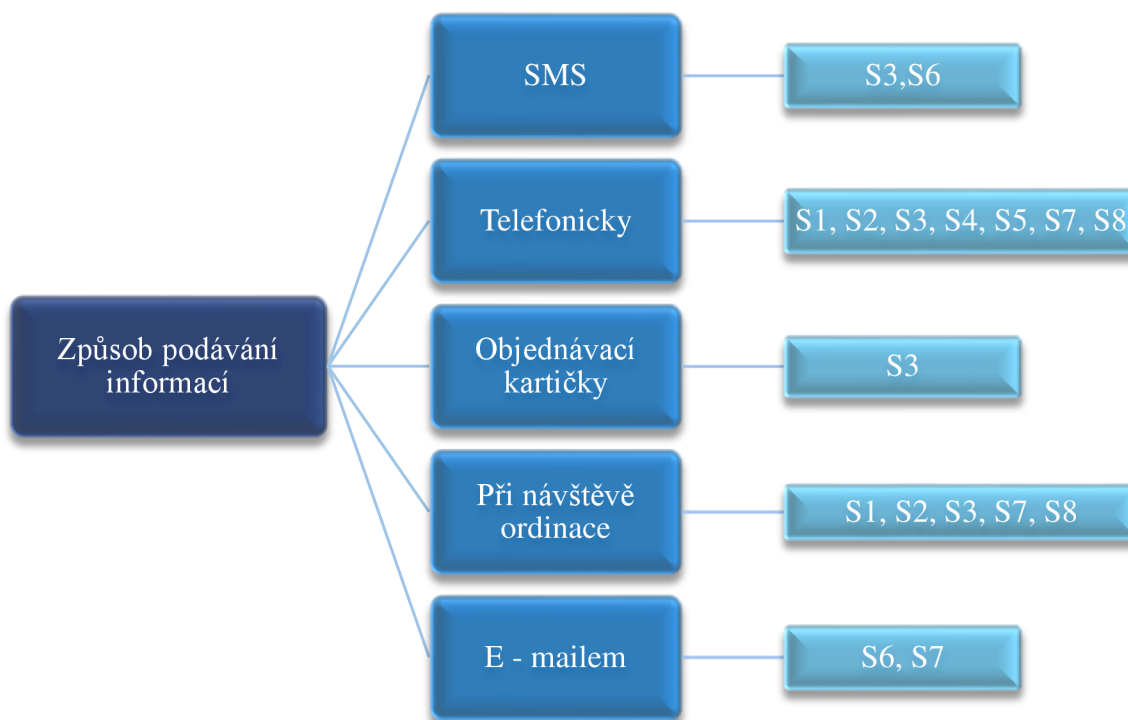 SMS
S3,S6
Telefonicky
S1, S2, S3, S4, S5, S7, S8
Způsob podávání
informací
Objednávací
kartičky
S3
Při návštěvě
ordinace
S1, S2, S3, S7, S8
E - mailem
S6, S7